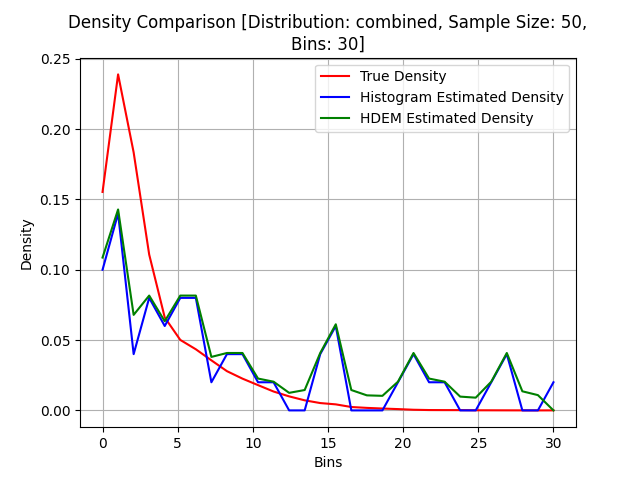 Density Comparison [Distribution: combined, Sample Size: 50,
Bins: 30]
True Density
Histogram Estimated Density
HDEM Estimated Density
Density
0.25
0.20
0.15
0.10
0.05
0.00
0 5 10 15 20 25 30
Bins